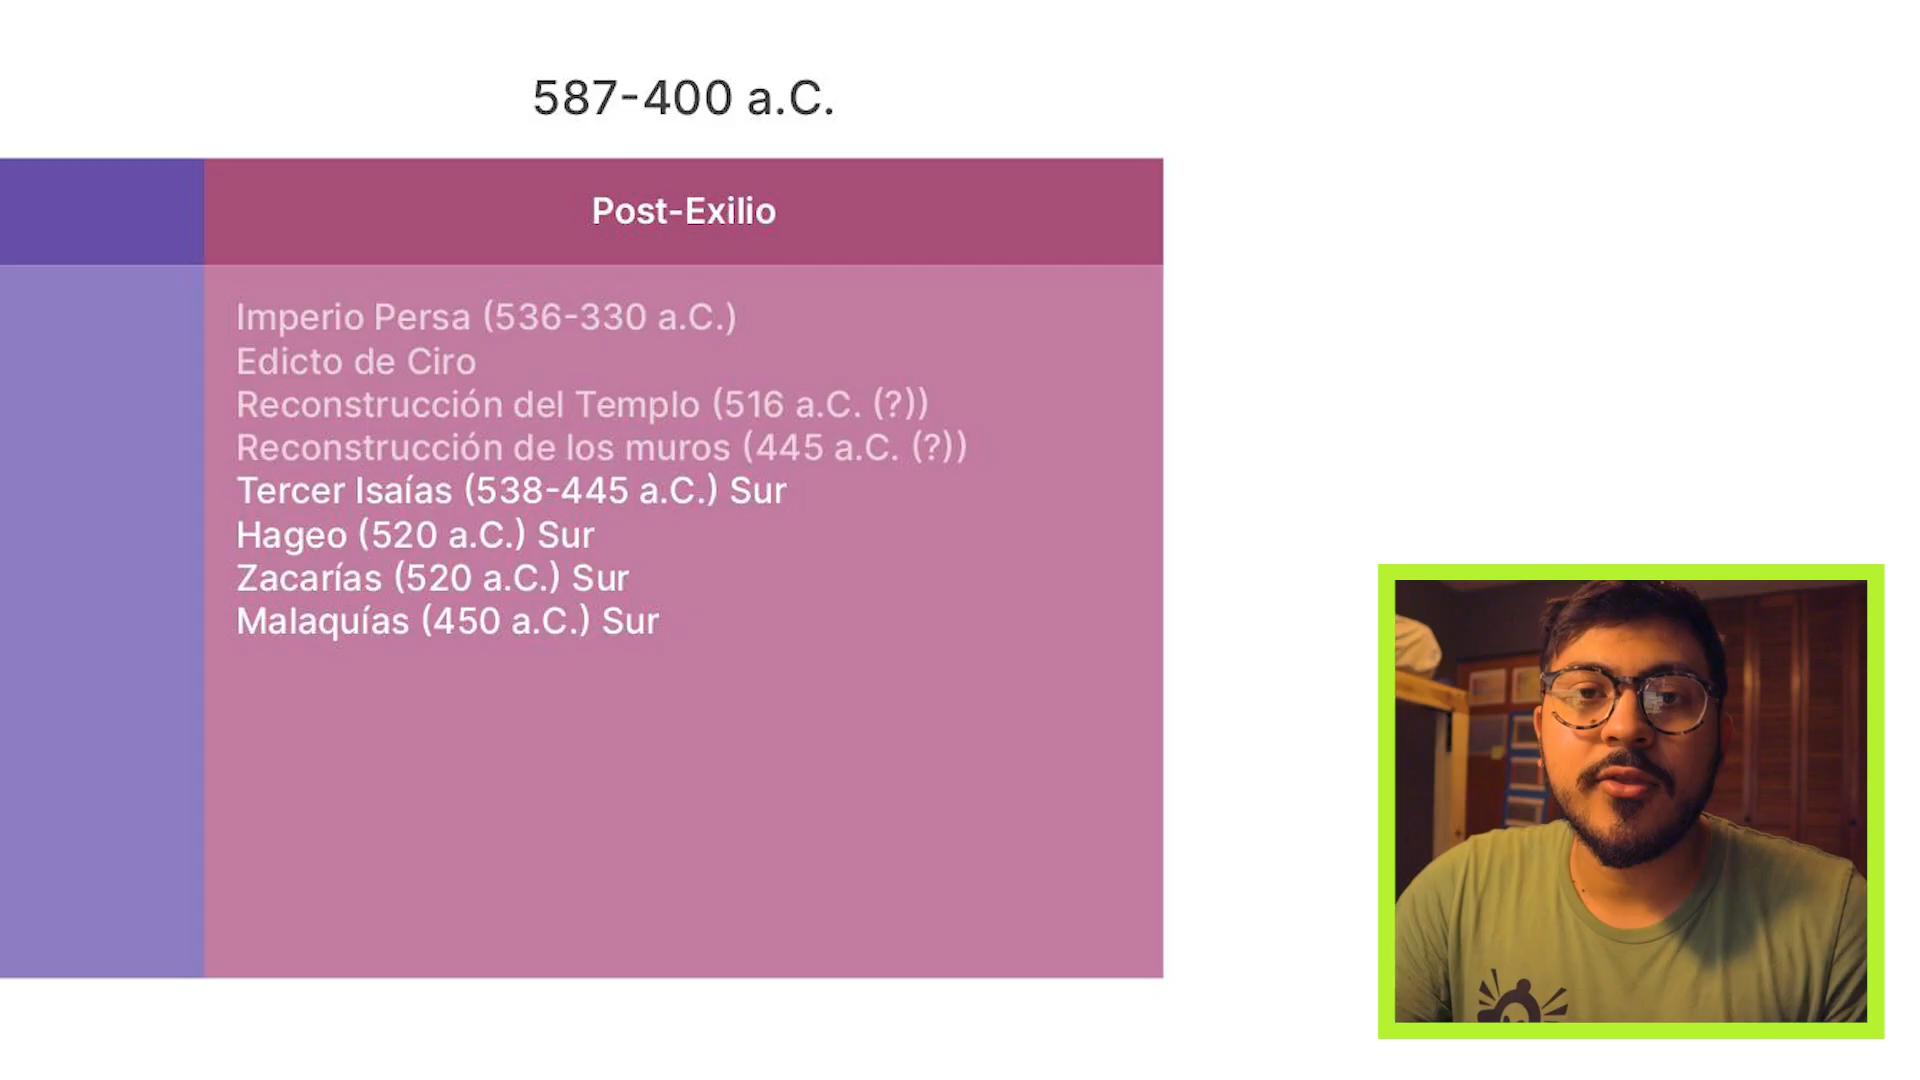 587-400 a.C.
Post-Exilio
Imperio Persa (536-330 a.C.)
Edicto de Ciro
Reconstrucción del Templo (516 a.C. (?))
Reconstrucción de los muros (445 a.C. (?))
Tercer Isaías (538-445 a.C.) Sur
Hageo (520 a.C.) Sur
Zacarías (520 a.C.) Sur
Malaquías (450 a.C.) Sur